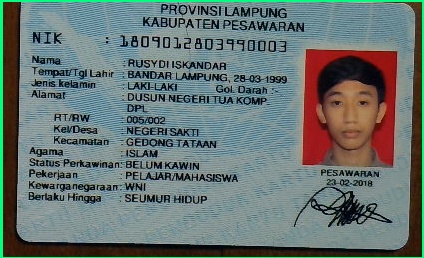 PROVINSI LAMPUNG
KABUPATEN PESAWARAN
NIK : 1809012803990003
Nama : RUSYDI ISKANDAR
Tempat/Tgl Lahir : BANDAR LAMPUNG, 28-03-1999
Jenis kelamin : LAKI-LAKI Gol. Darah :-
Alamat : DUSUN NEGERI TUA KOMP.
DPL
RT/RW : 005/002
Kel/Desa : NEGERI SAKTI
Kecamatan : GEDONG TATAAN
Agama : ISLAM
Status Perkawinan: BELUM KAWIN
Pekerjaan : PELAJAR/MAHASISWA
Kewarganegaraan: WNI
Berlaku Hingga : SEUMUR HIDUP
PESAWARAN
23-02-2018